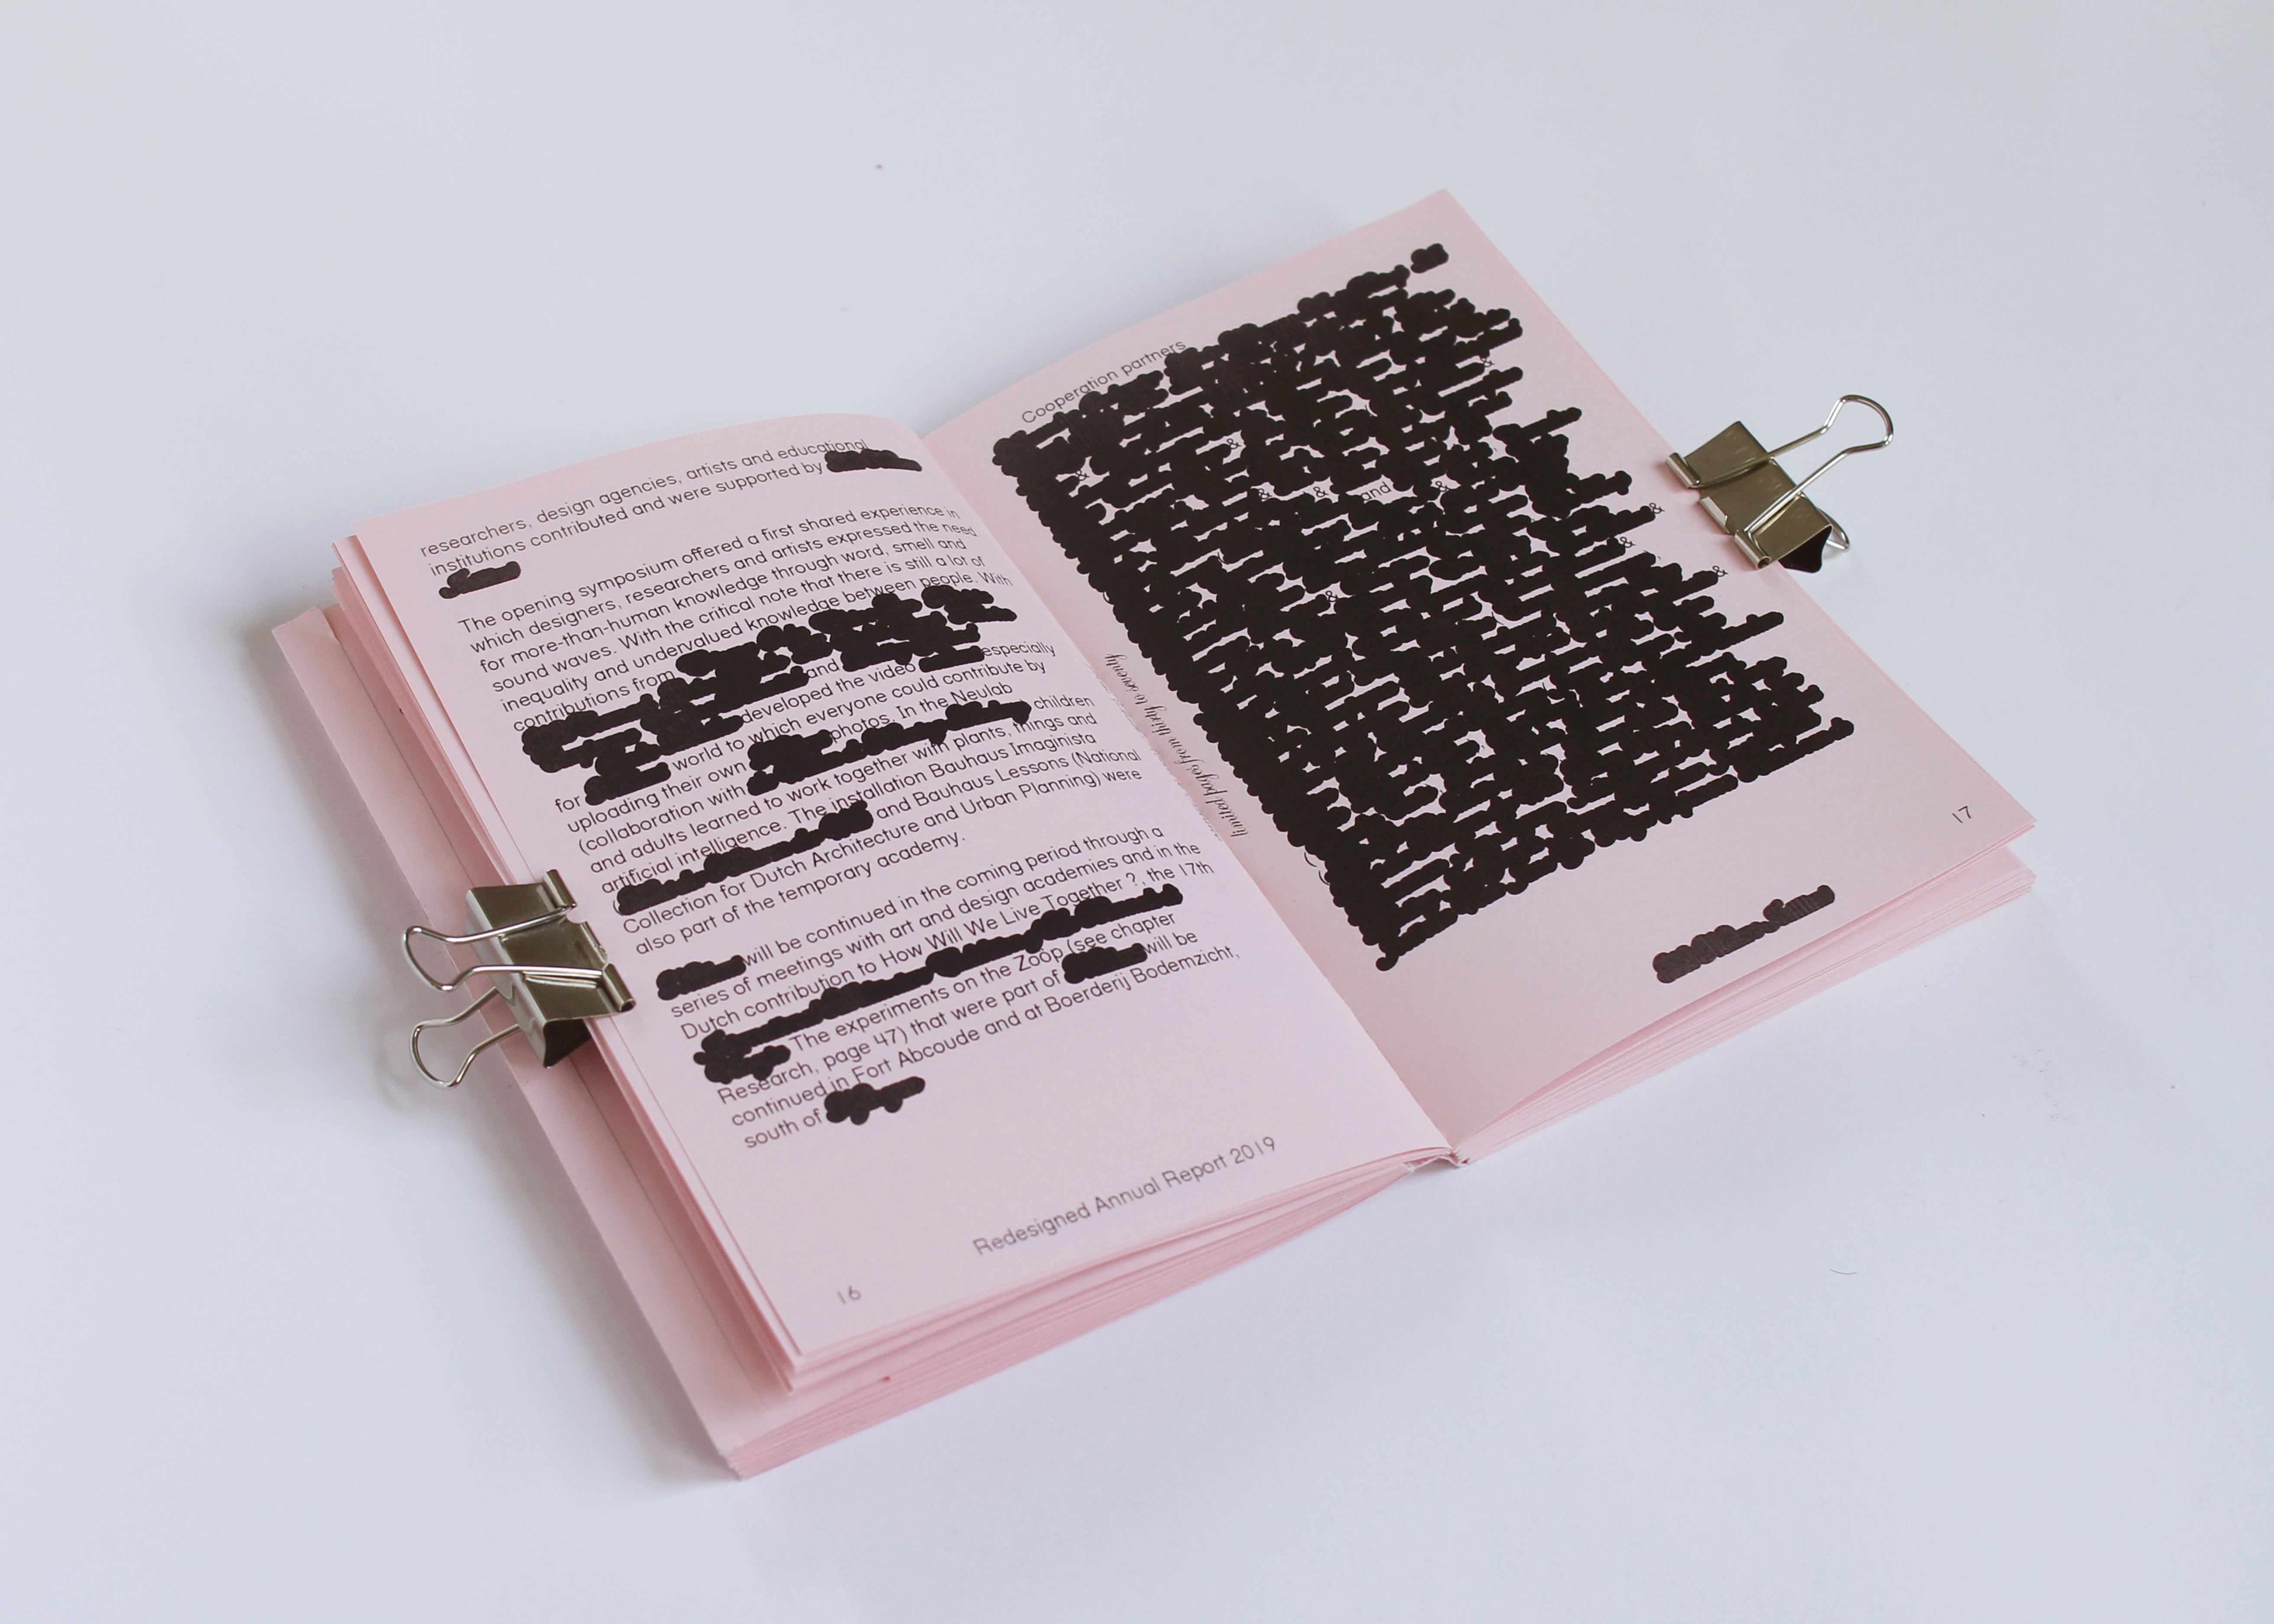 researchers, design agencies, artists and educational
institutions contributed and were supported by
The opening symposium offered a first shared experience in
which designers, researchers and artists expressed the need
for more-than-human knowledge through word, smell and
sound waves. With the critical note that there is still a lot of
inequality and undervalued knowledge between people. With
contributions from
and
developed the video especially
for world to which everyone could contribute by
uploading their own photos. In the Neulab
(collaboration with children
and adults learned to work together with plants, things and
artificial intelligence. The installation Bauhaus Imaginista
( and Bauhaus Lessons (National
Collection for Dutch Architecture and Urban Planning) were
also part of the temporary academy.
will be continued in the coming period through a
series of meetings with art and design academies and in the
Dutch contribution to How Will We Live Together ?, the 17th
The experiments on the Zoöp (see chapter
Research, page 47) that were part of will be
continued in Fort Abcoude and at Boerderij Bodemzicht,
south of
Redesigned Annual Report 2019
16
Cooperation partners
&
&
&
& & and &
&
&
&
&
limited pages from thirty to seventy
17